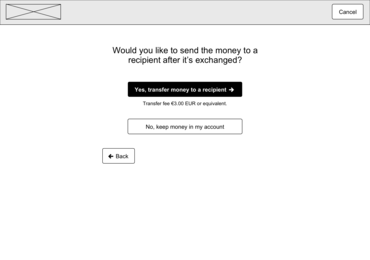 Cancel
Would you like to send the money to a
recipient after it's exchanged?
Yes, transfer money to a recipient →
Transfer fee €3.00 EUR or equivalent.
No, keep money in my account
← Back